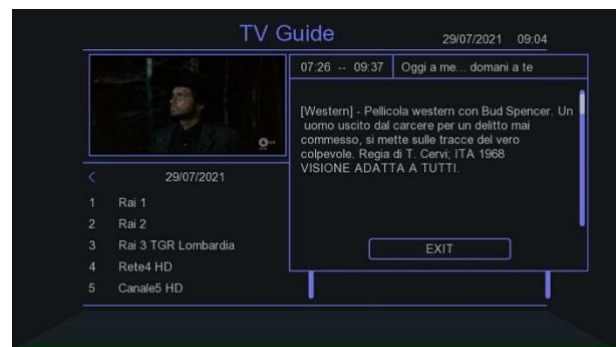 TV Guide
29/07/2021 09:04
07:26 -- 09:37
Oggi a me... domani a te
[Western] - Pellicola western con Bud Spencer. Un
uomo uscito dal carcere per un delitto mai
commesso, si mette sulle tracce del vero
colpevole. Regia di T. Cervi; ITA 1968
VISIONE ADATTA A TUTTI.
EXIT
< 29/07/2021
1 Rai 1
2 Rai 2
3 Rai 3 TGR Lombardia
4 Rete4 HD
5 Canale5 HD